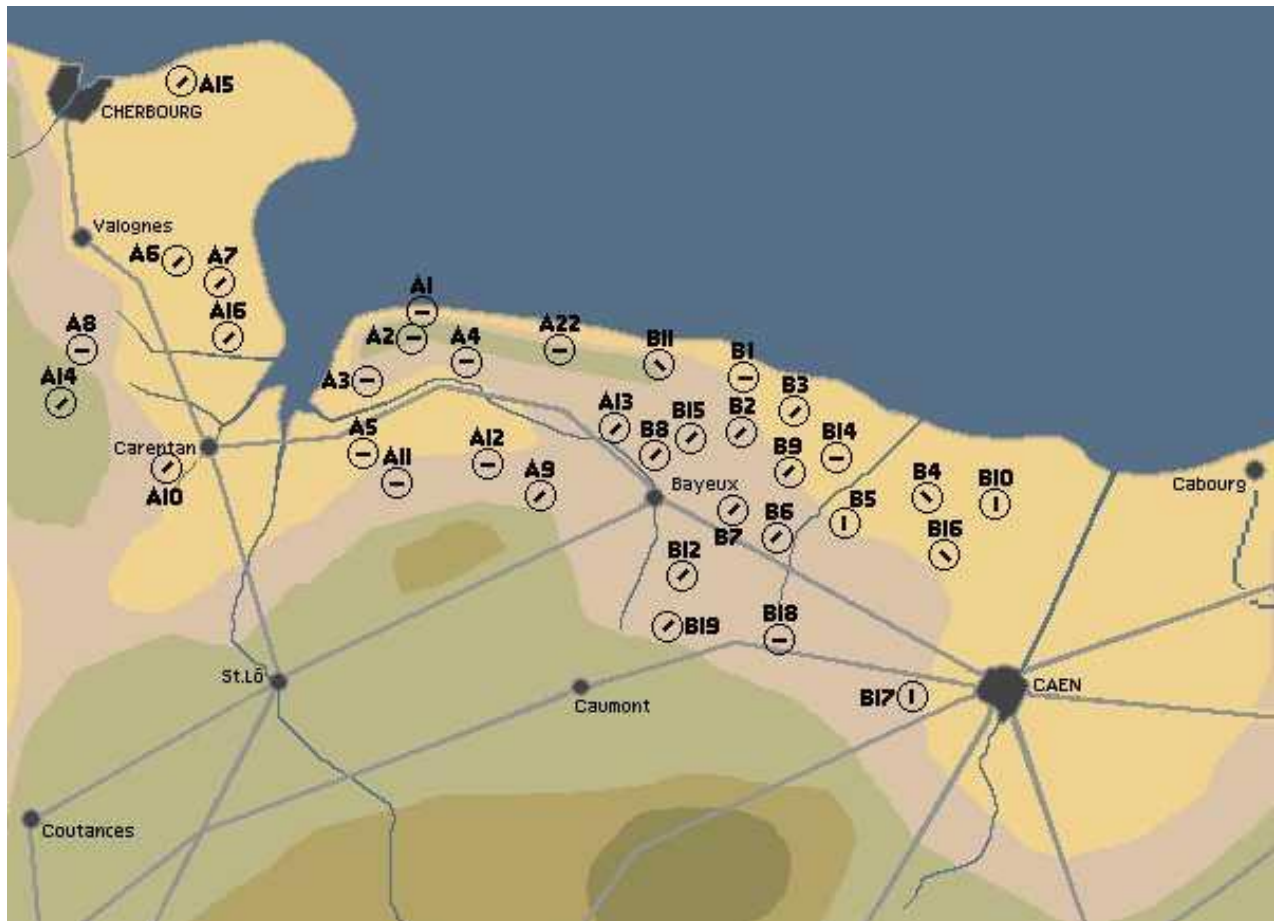 A15
CHERBOURG
Valognes
A6
A7
A16
A1
A8
A2
A4
A22
B11
B1
A14
A3
B3
A13
B15
B2
B14
Carentan
A5
A12
B8
B9
A11
A9
B4
B10
Cabourg
A10
Bayeux
B5
B7
B6
B16
B12
B19
B18
St.Lô
CAEN
Caumont
B17
Coutances